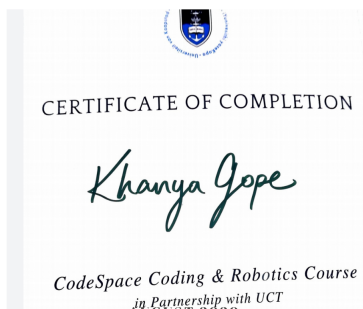 CERTIFICATE OF COMPLETION
Khanya Gope
CodeSpace Coding & Robotics Course
in Partnership with UCT